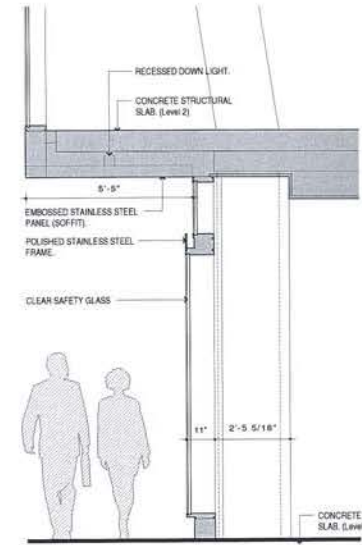 RECESSED DOWN LIGHT.
CONCRETE STRUCTURAL
SLAB. (Level 2)
5'-5"
EMBOSSED STAINLESS STEEL
PANEL (SOFFIT).
POLISHED STAINLESS STEEL
FRAME.
CLEAR SAFETY GLASS
11"
2'-5 5/16"
CONCRETE
SLAB. (Level